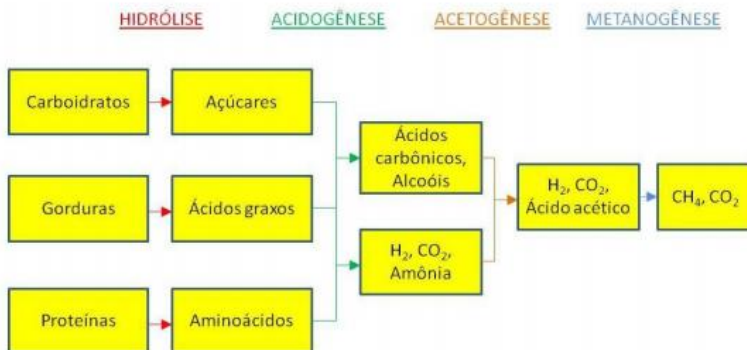 HIDRÓLISE ACIDOGÊNESE ACETOGÊNESE METANOGÊNESE
Carboidratos
Açúcares
Ácidos
carbônicos,
Alcoóis
Gorduras
Ácidos graxos
H₂, CO₂,
Ácido acético
CH₄, CO₂
H₂, CO₂,
Amônia
Proteínas
Aminoácidos